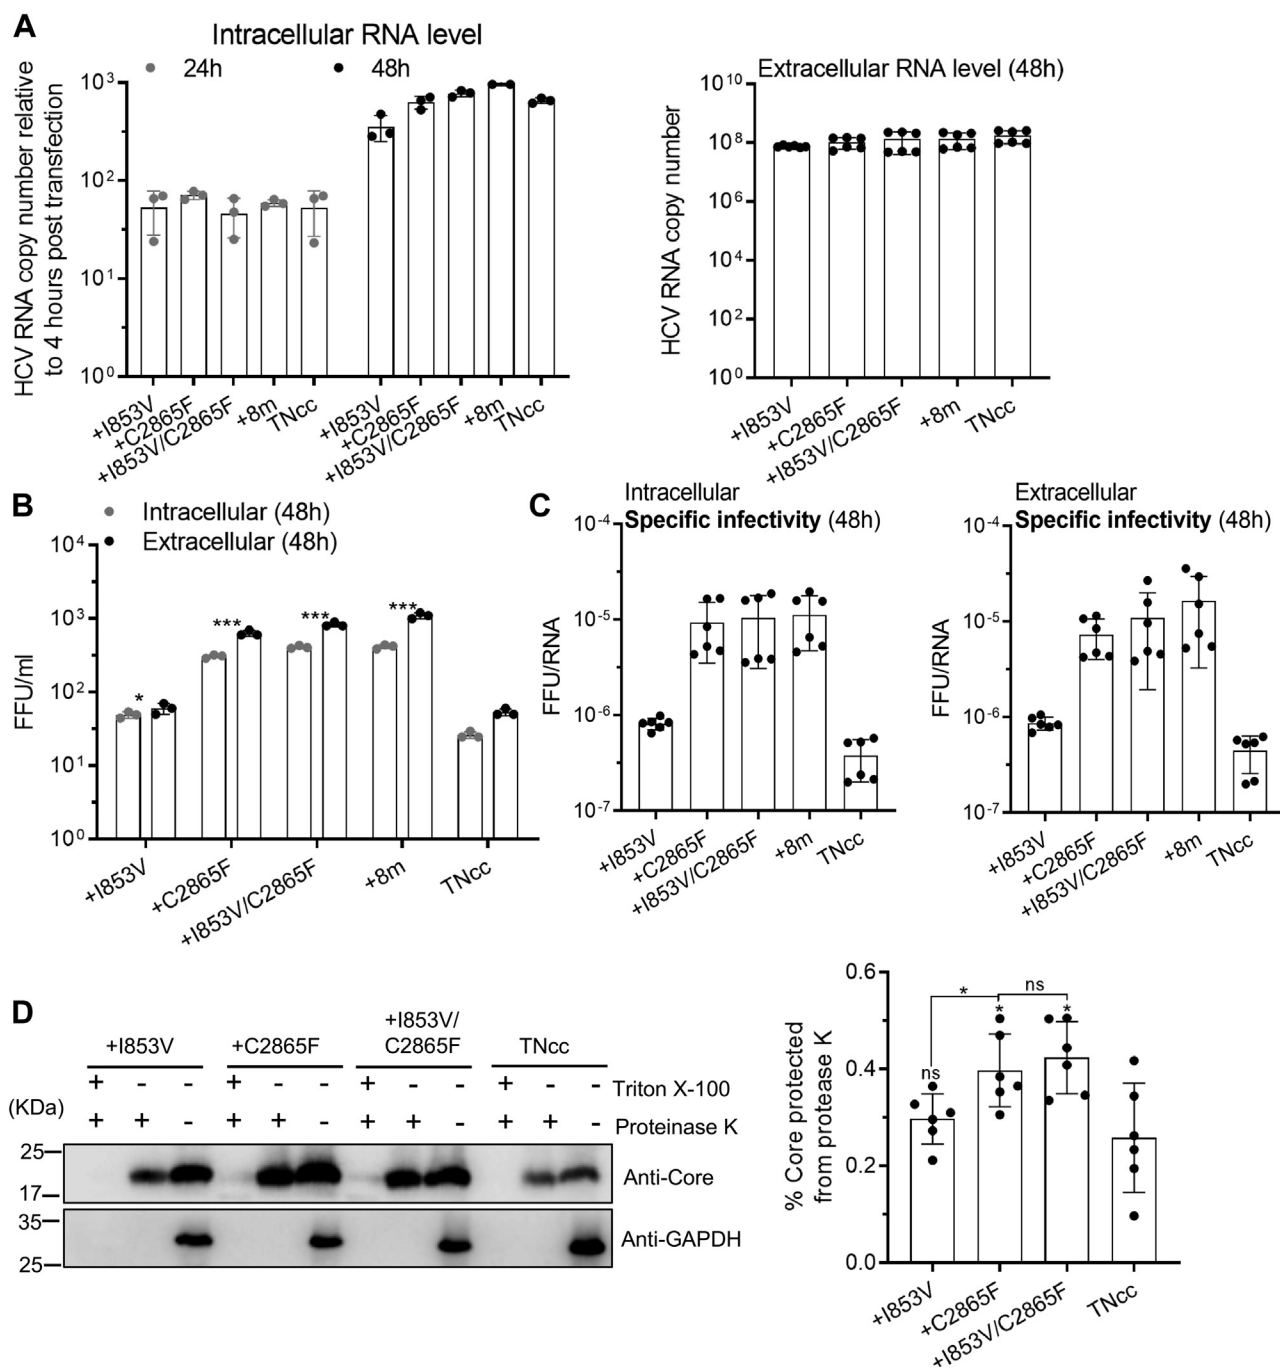 A
Intracellular RNA level
24h
48h
HCV RNA copy number relative
to 4 hours post transfection
10³
10²
10¹
10⁰
+I853V
+C2865F
+I853V/C2865F
+8m
TNcc
+I853V
+C2865F
+I853V/C2865F
+8m
TNcc
Extracellular RNA level (48h)
HCV RNA copy number
10¹⁰
10⁸
10⁶
10⁴
10²
10⁰
+I853V
+C2865F
+I853V/C2865F
+8m
TNcc
B
Intracellular (48h)
Extracellular (48h)
FFU/ml
10⁴
10³
10²
10¹
10⁰
*
***
***
***
+I853V
+C2865F
+I853V/C2865F
+8m
TNcc
C
Intracellular
Specific infectivity (48h)
FFU/RNA
10⁻⁴
10⁻⁵
10⁻⁶
10⁻⁷
+I853V
+C2865F
+I853V/C2865F
+8m
TNcc
Extracellular
Specific infectivity (48h)
FFU/RNA
10⁻⁴
10⁻⁵
10⁻⁶
10⁻⁷
+I853V
+C2865F
+I853V/C2865F
+8m
TNcc
D
+I853V
+C2865F
+I853V/
C2865F
TNcc
+ - - + - - + - - + - - Triton X-100
(KDa)
+ + - + + - + + - + + - Proteinase K
25
17
Anti-Core
35
25
Anti-GAPDH
% Core protected
from protease K
0.6
0.4
0.2
0.0
* ns
ns * *
+I853V
+C2865F
+I853V/C2865F
TNcc